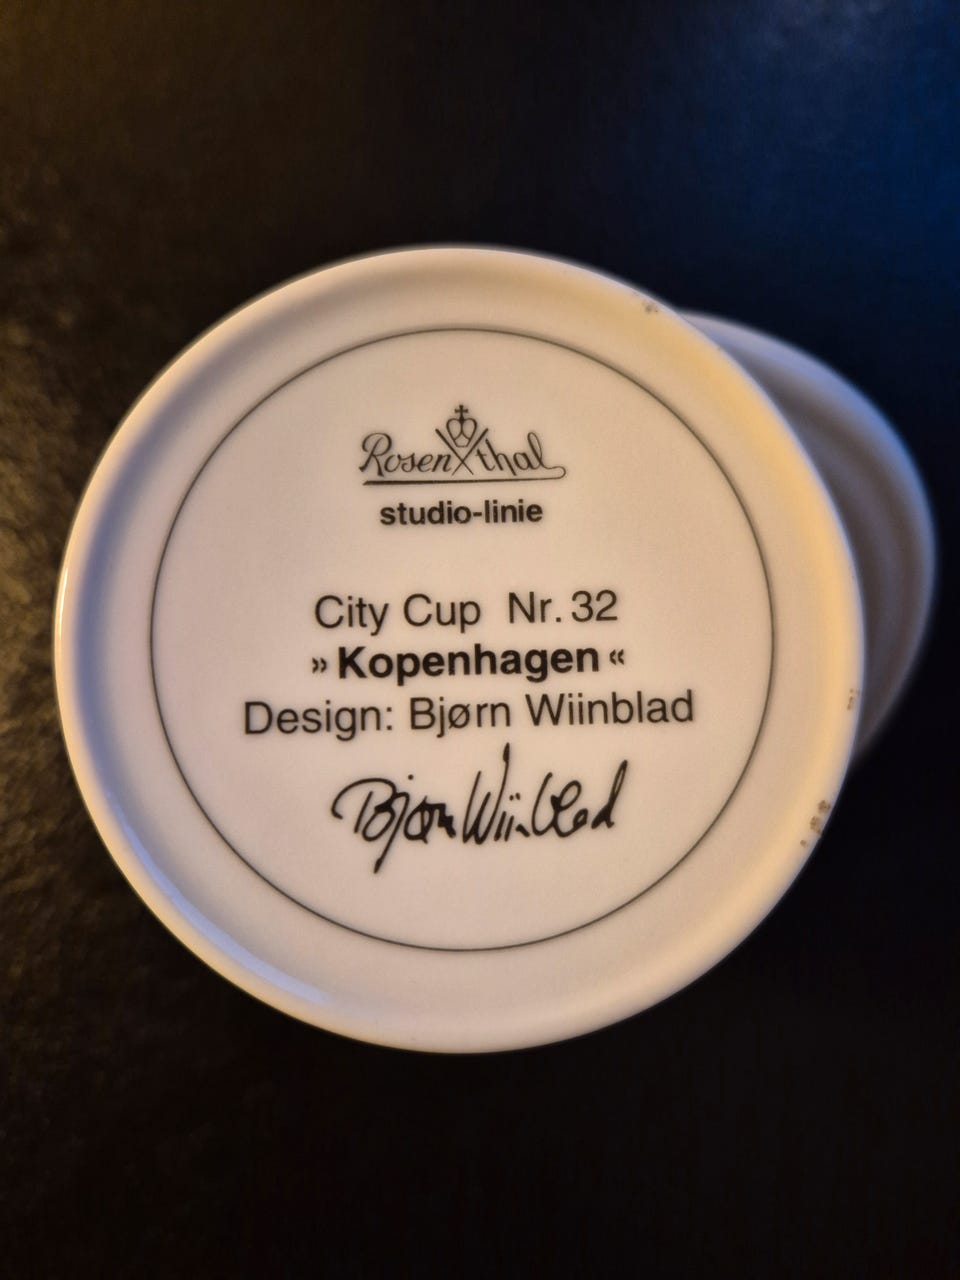 Rosenthal
studio-linie
City Cup Nr. 32
» Kopenhagen «
Design: Bjørn Wiinblad
Bjørn Wiinblad